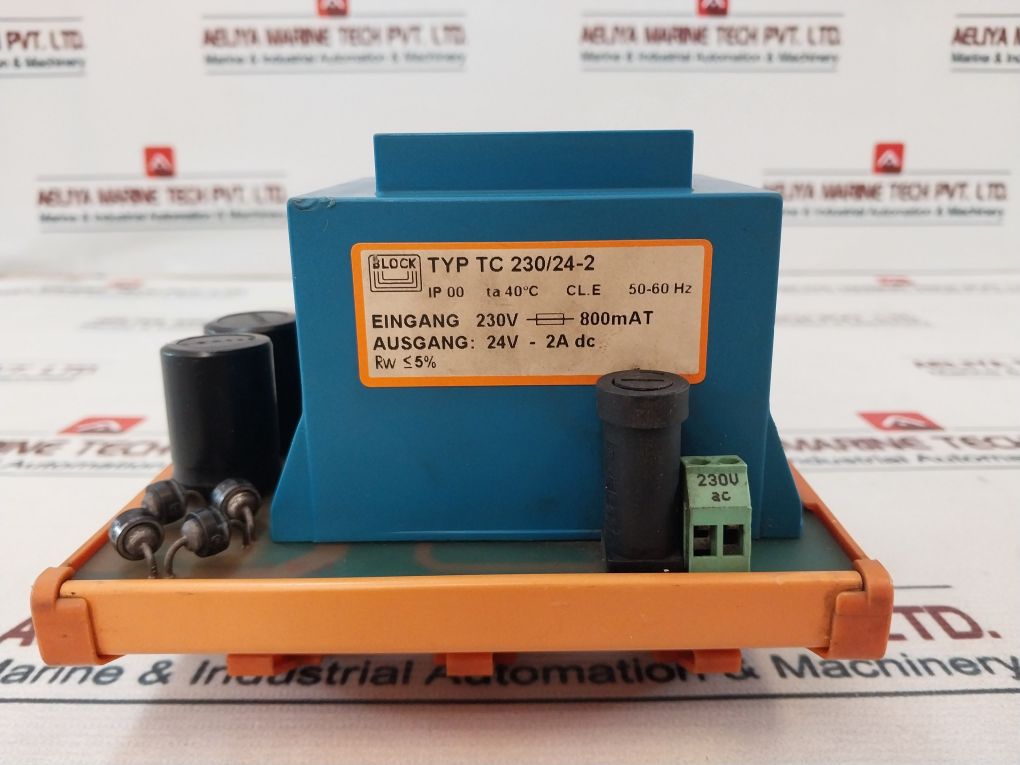 AELIYA MARINE TECH PVT. LTD.
Marine & Industrial Automation & Machinery
AELIYA MARINE TECH PVT. LTD.
Marine & Industrial Automation & Machinery
AELIYA MARINE TECH PVT. LTD.
Marine & Industrial Automation & Machinery
AELIYA MARINE TECH PVT. LTD.
Marine & Industrial Automation & Machinery
BLOCK
TYP TC 230/24-2
IP 00 ta 40°C CL.E 50-60 Hz
EINGANG 230V 800mAT
AUSGANG: 24V - 2A dc
RW ≤5%
230V
ac
LTD.
Marine & Industrial Automation & Machinery